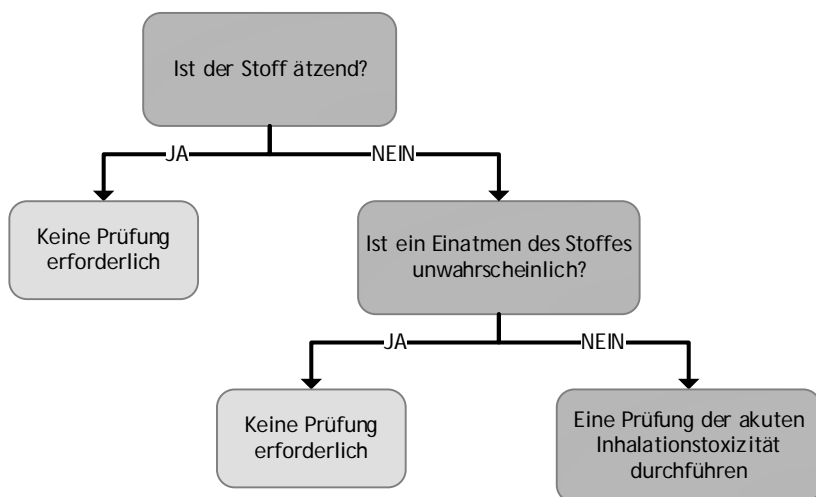 Ist der Stoff ätzend?
JA
NEIN
Keine Prüfung
erforderlich
Ist ein Einatmen des Stoffes
unwahrscheinlich?
JA
NEIN
Keine Prüfung
erforderlich
Eine Prüfung der akuten
Inhalationstoxizität
durchführen